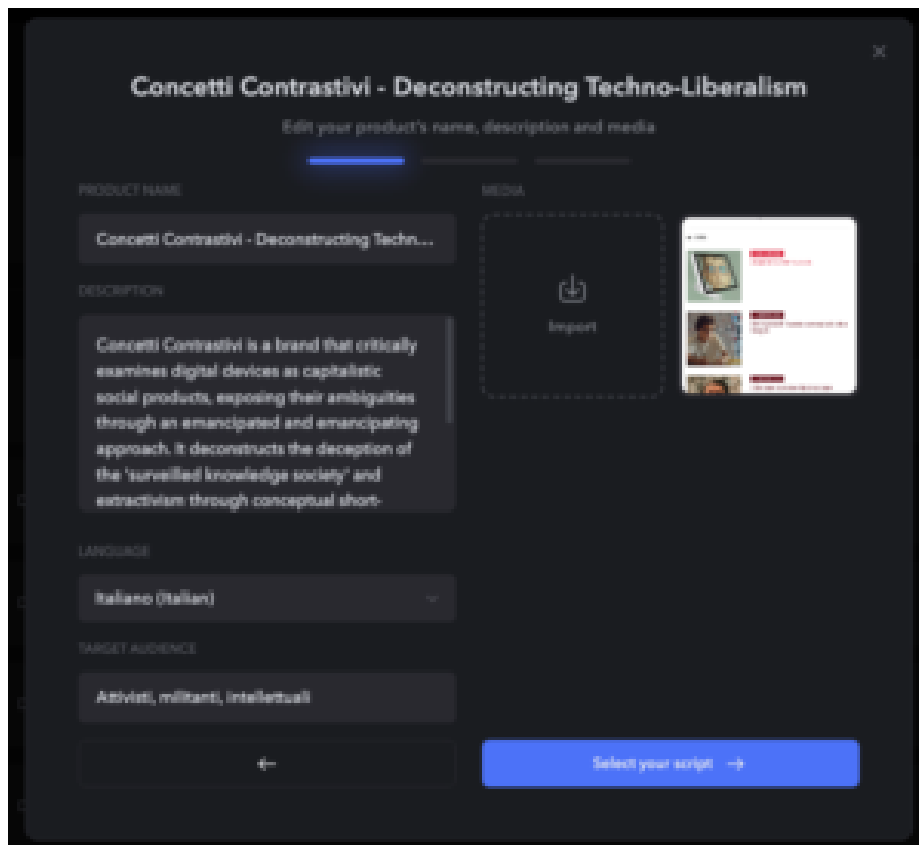 Concetti Contrastivi - Deconstructing Techno-Liberalism
Edit your product's name, description and media
PRODUCT NAME
Concetti Contrastivi - Deconstructing Techn...
DESCRIPTION
Concetti Contrastivi is a brand that critically
examines digital devices as capitalistic
social products, exposing their ambiguities
through an emancipated and emancipating
approach. It deconstructs the deception of
the 'surveilled knowledge society' and
extractivism through conceptual short-
LANGUAGE
Italiano (Italian)
TARGET AUDIENCE
Attivisti, militanti, intellettuali
MEDIA
Import
Select your script →